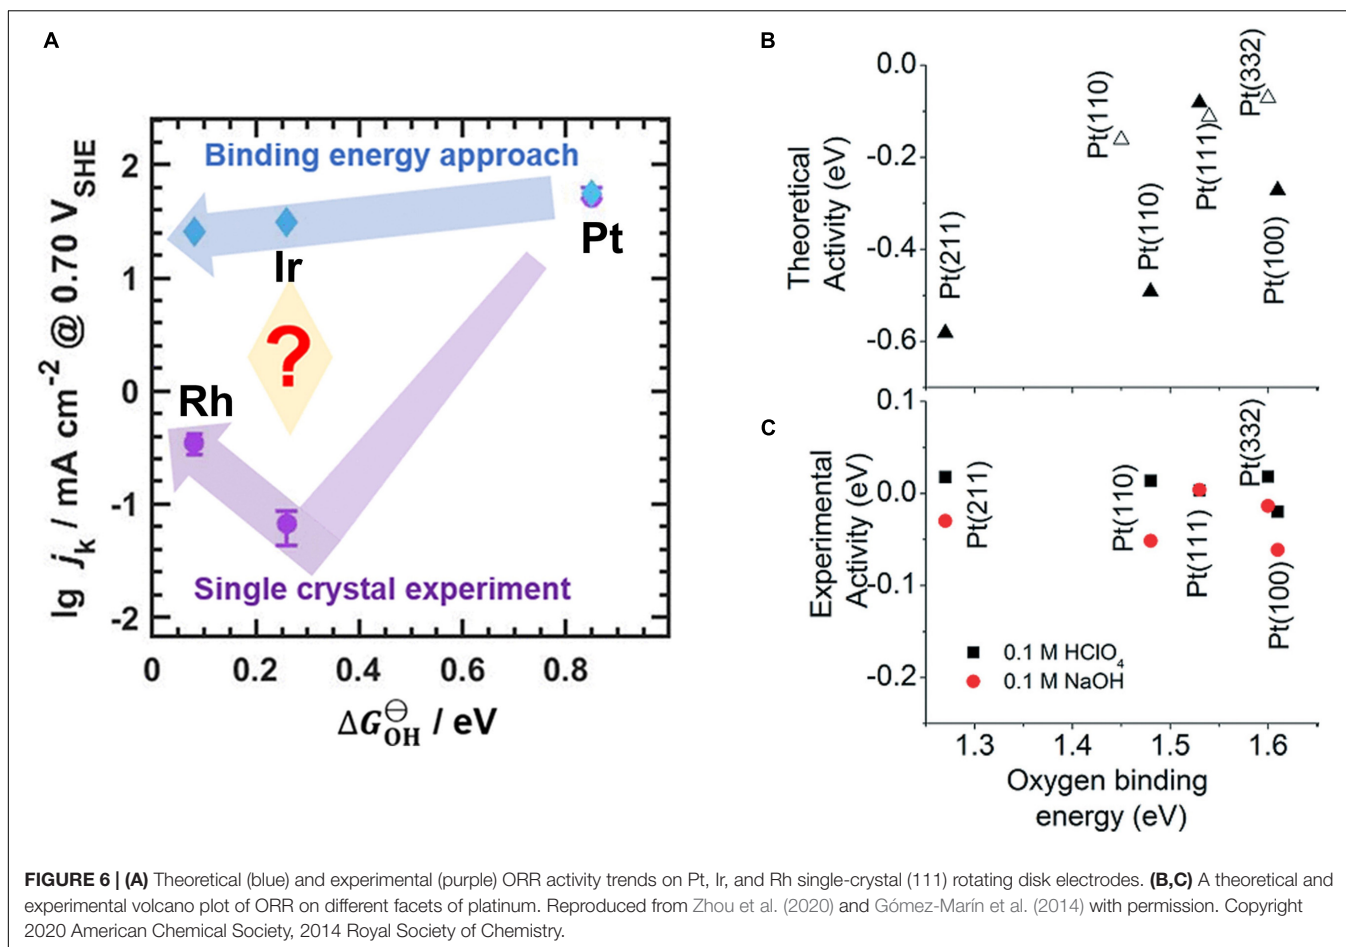 A
Binding energy approach
Pt
Ir
?
Rh
Single crystal experiment
2
1
0
-1
-2
0
0.2
0.4
0.6
0.8
lg jk / mA cm-2 @ 0.70 VSHE
ΔG⊖OH / eV
B
Theoretical
Activity (eV)
0.0
-0.2
-0.4
-0.6
Pt(211)
Pt(110)
Pt(110)
Pt(111)
Pt(332)
Pt(100)
C
Experimental
Activity (eV)
0.1
0.0
-0.1
-0.2
Pt(211)
Pt(110)
Pt(111)
Pt(332)
Pt(100)
0.1 M HClO4
0.1 M NaOH
1.3
1.4
1.5
1.6
Oxygen binding
energy (eV)
FIGURE 6 | (A) Theoretical (blue) and experimental (purple) ORR activity trends on Pt, Ir, and Rh single-crystal (111) rotating disk electrodes. (B,C) A theoretical and
experimental volcano plot of ORR on different facets of platinum. Reproduced from Zhou et al. (2020) and Gómez-Marín et al. (2014) with permission. Copyright
2020 American Chemical Society, 2014 Royal Society of Chemistry.